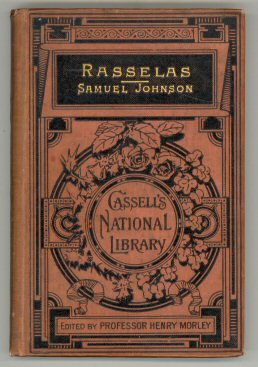 RASSELAS
SAMUEL JOHNSON
CASSELL'S
NATIONAL
LIBRARY
EDITED BY PROFESSOR HENRY MORLEY